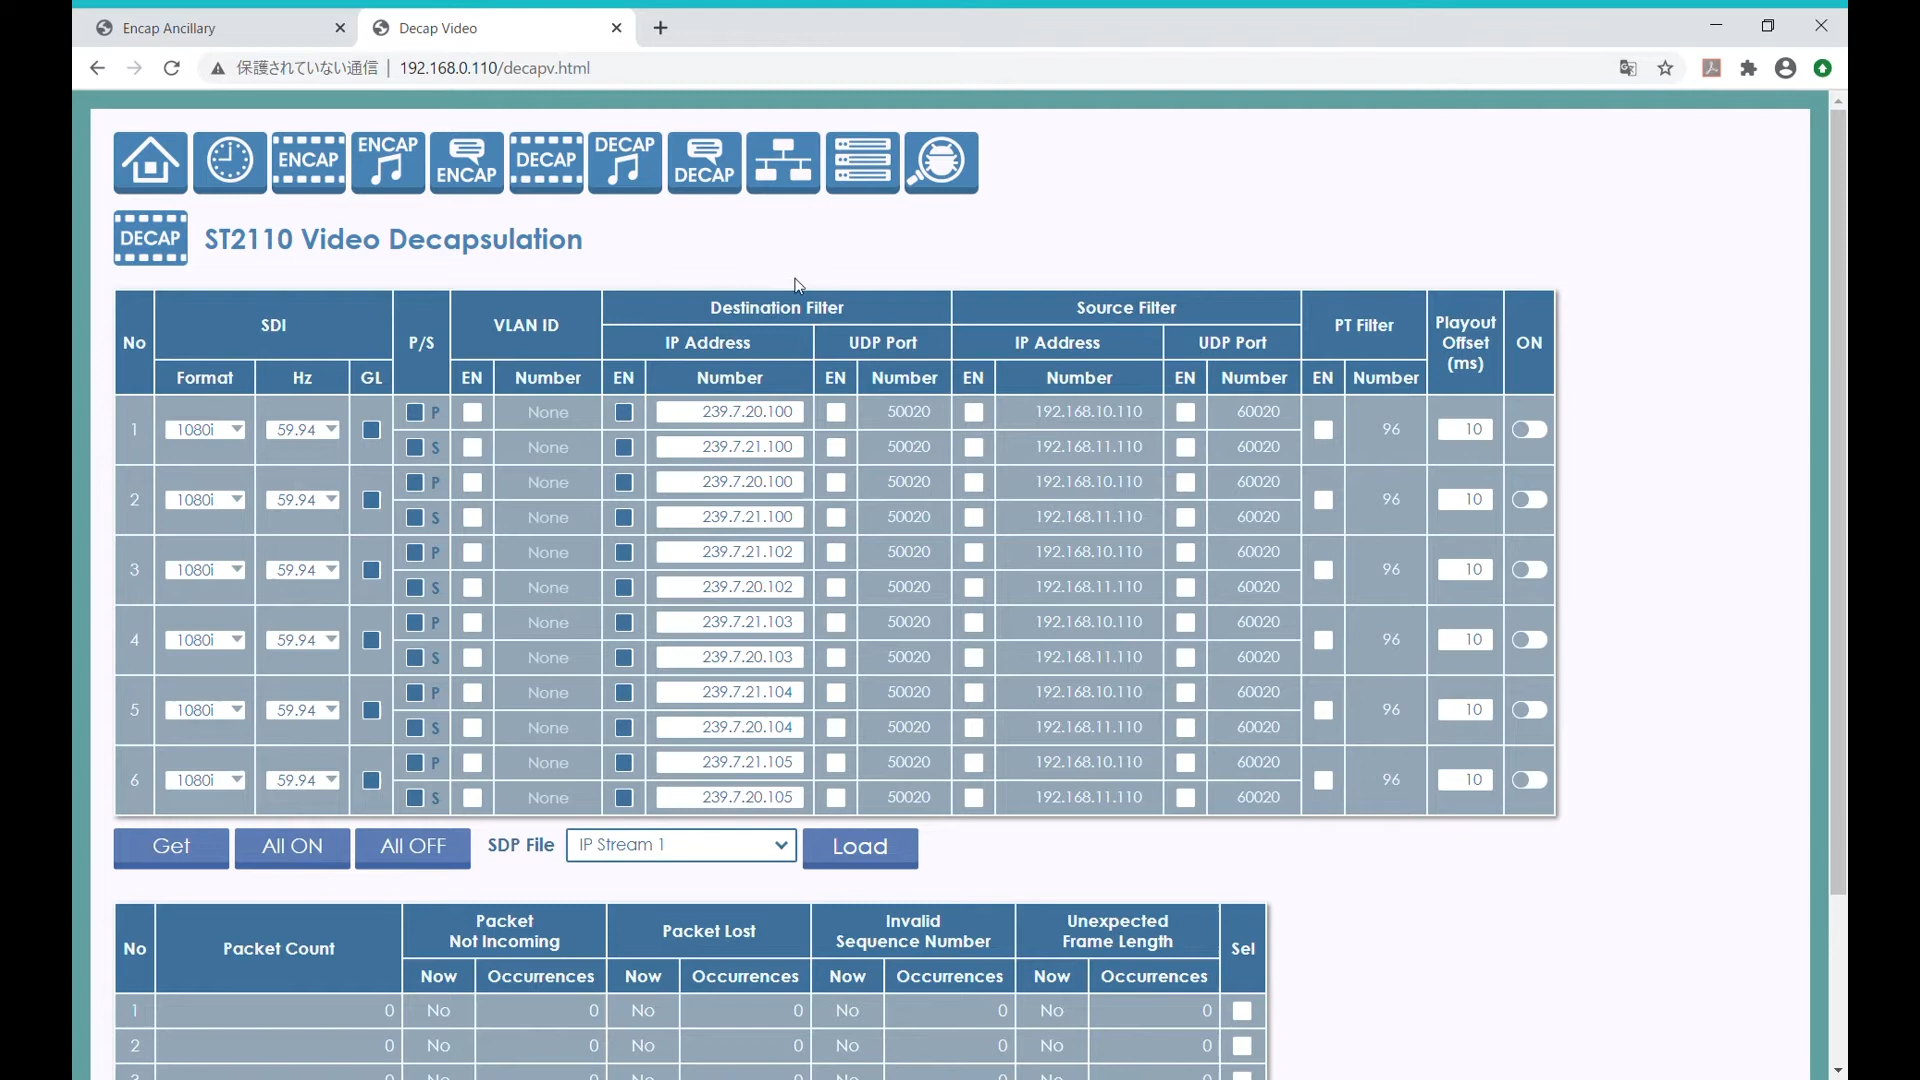 Encap Ancillary
Decap Video
保護されていない通信 | 192.168.0.110/decapv.html
ENCAP
ENCAP
ENCAP
DECAP
DECAP
DECAP
DECAP ST2110 Video Decapsulation
No SDI P/S VLAN ID Destination Filter Source Filter PT Filter Playout Offset (ms) ON
IP Address UDP Port IP Address UDP Port
Format Hz GL EN Number EN Number EN Number EN Number EN Number EN Number
1 1080i 59.94 P None 239.7.20.100 50020 192.168.10.110 60020 96 10
S None 239.7.21.100 50020 192.168.11.110 60020
2 1080i 59.94 P None 239.7.20.100 50020 192.168.10.110 60020 96 10
S None 239.7.21.100 50020 192.168.11.110 60020
3 1080i 59.94 P None 239.7.21.102 50020 192.168.10.110 60020 96 10
S None 239.7.20.102 50020 192.168.11.110 60020
4 1080i 59.94 P None 239.7.21.103 50020 192.168.10.110 60020 96 10
S None 239.7.20.103 50020 192.168.11.110 60020
5 1080i 59.94 P None 239.7.21.104 50020 192.168.10.110 60020 96 10
S None 239.7.20.104 50020 192.168.11.110 60020
6 1080i 59.94 P None 239.7.21.105 50020 192.168.10.110 60020 96 10
S None 239.7.20.105 50020 192.168.11.110 60020
Get All ON All OFF SDP File IP Stream 1 Load
No Packet Count Packet Not Incoming Packet Lost Invalid Sequence Number Unexpected Frame Length Sel
Now Occurrences Now Occurrences Now Occurrences Now Occurrences
1 0 No 0 No 0 No 0 No 0
2 0 No 0 No 0 No 0 No 0